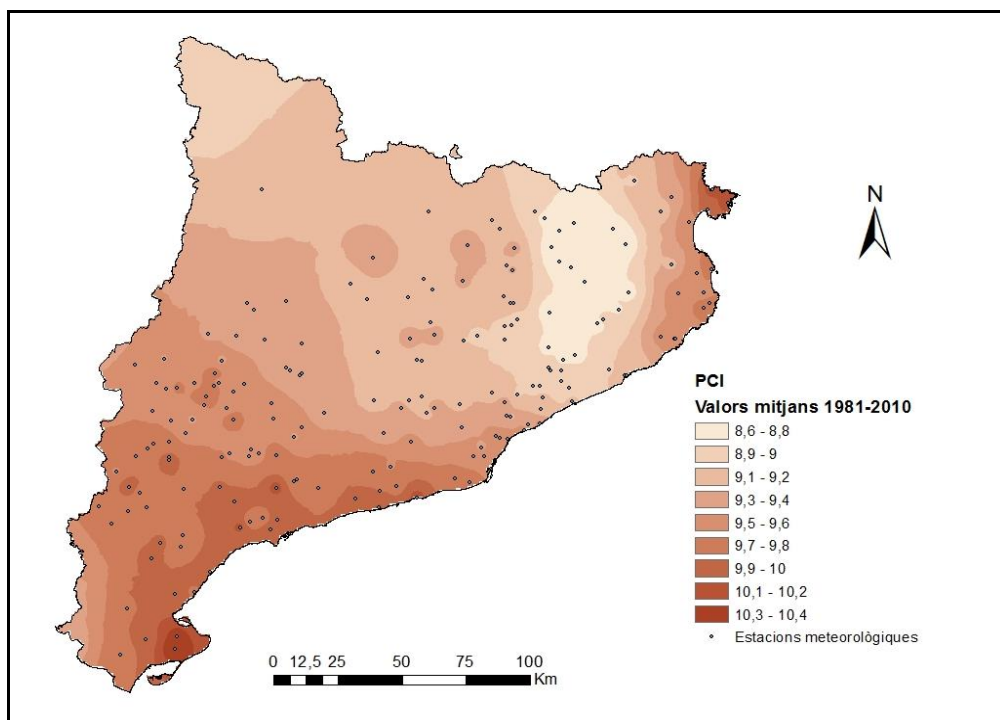 N
PCI
Valors mitjans 1981-2010
8,6 - 8,8
8,9 - 9
9,1 - 9,2
9,3 - 9,4
9,5 - 9,6
9,7 - 9,8
9,9 - 10
10,1 - 10,2
10,3 - 10,4
Estacions meteorològiques
0 12,5 25 50 75 100
Km